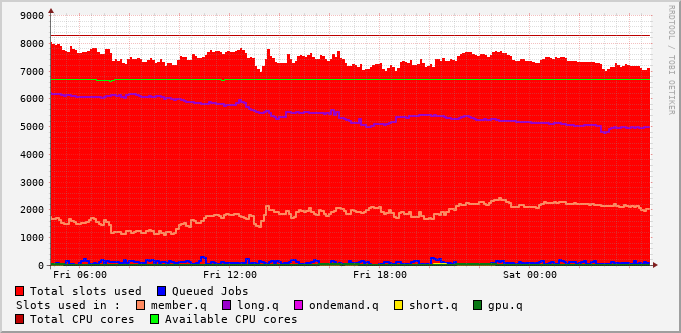 9000
8000
7000
6000
5000
4000
3000
2000
1000
0
Fri 06:00 Fri 12:00 Fri 18:00 Sat 00:00
Total slots used Queued Jobs
Slots used in : member.q long.q ondemand.q short.q gpu.q
Total CPU cores Available CPU cores
RRDTOOL / TOBI OETIKER